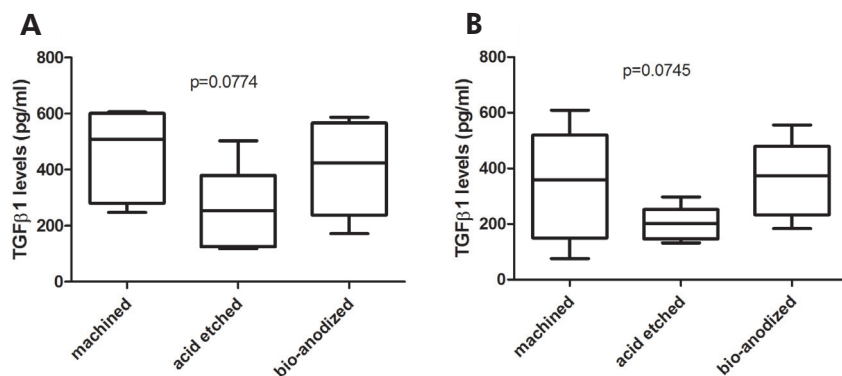 A
B
p=0.0774
p=0.0745
TGFβ1 levels (pg/ml)
800
600
400
200
0
machined
acid etched
bio-anodized
TGFβ1 levels (pg/ml)
800
600
400
200
0
machined
acid etched
bio-anodized